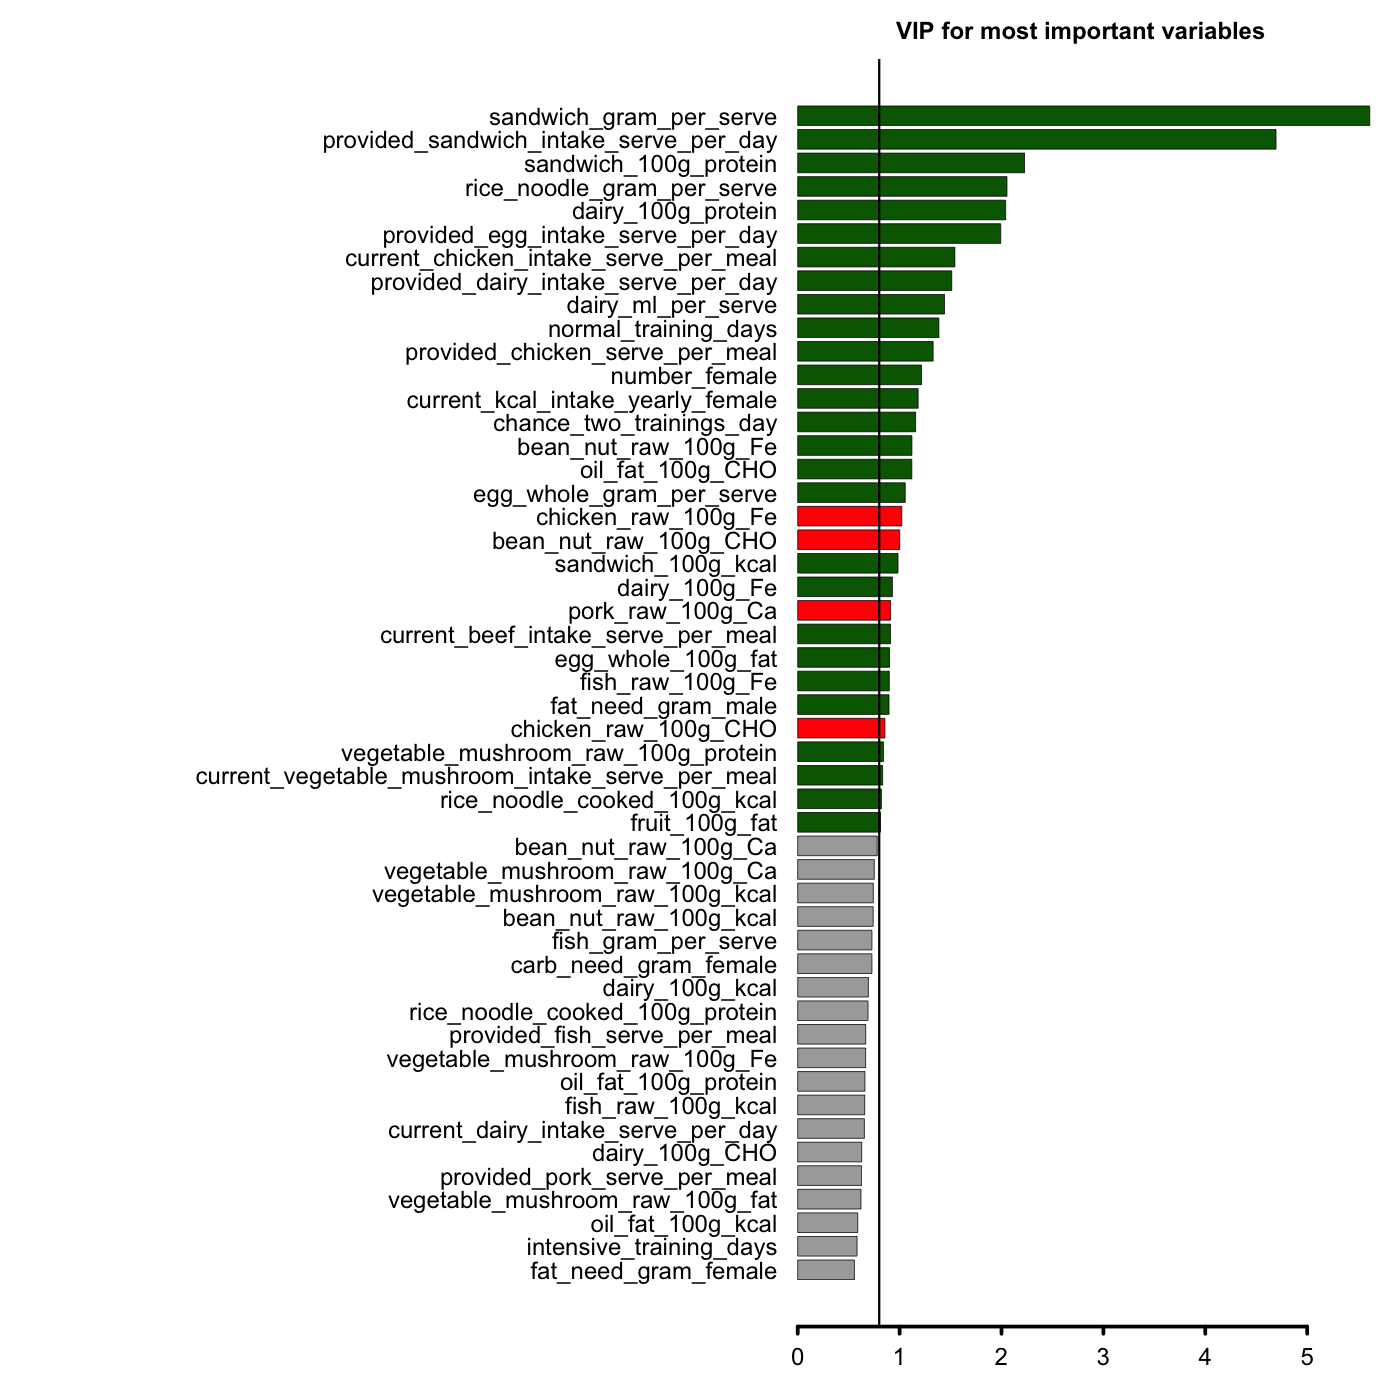 VIP for most important variables
sandwich_gram_per_serve
provided_sandwich_intake_serve_per_day
sandwich_100g_protein
rice_noodle_gram_per_serve
dairy_100g_protein
provided_egg_intake_serve_per_day
current_chicken_intake_serve_per_meal
provided_dairy_intake_serve_per_day
dairy_ml_per_serve
normal_training_days
provided_chicken_serve_per_meal
number_female
current_kcal_intake_yearly_female
chance_two_trainings_day
bean_nut_raw_100g_Fe
oil_fat_100g_CHO
egg_whole_gram_per_serve
chicken_raw_100g_Fe
bean_nut_raw_100g_CHO
sandwich_100g_kcal
dairy_100g_Fe
pork_raw_100g_Ca
current_beef_intake_serve_per_meal
egg_whole_100g_fat
fish_raw_100g_Fe
fat_need_gram_male
chicken_raw_100g_CHO
vegetable_mushroom_raw_100g_protein
current_vegetable_mushroom_intake_serve_per_meal
rice_noodle_cooked_100g_kcal
fruit_100g_fat
bean_nut_raw_100g_Ca
vegetable_mushroom_raw_100g_Ca
vegetable_mushroom_raw_100g_kcal
bean_nut_raw_100g_kcal
fish_gram_per_serve
carb_need_gram_female
dairy_100g_kcal
rice_noodle_cooked_100g_protein
provided_fish_serve_per_meal
vegetable_mushroom_raw_100g_Fe
oil_fat_100g_protein
fish_raw_100g_kcal
current_dairy_intake_serve_per_day
dairy_100g_CHO
provided_pork_serve_per_meal
vegetable_mushroom_raw_100g_fat
oil_fat_100g_kcal
intensive_training_days
fat_need_gram_female
0 1 2 3 4 5